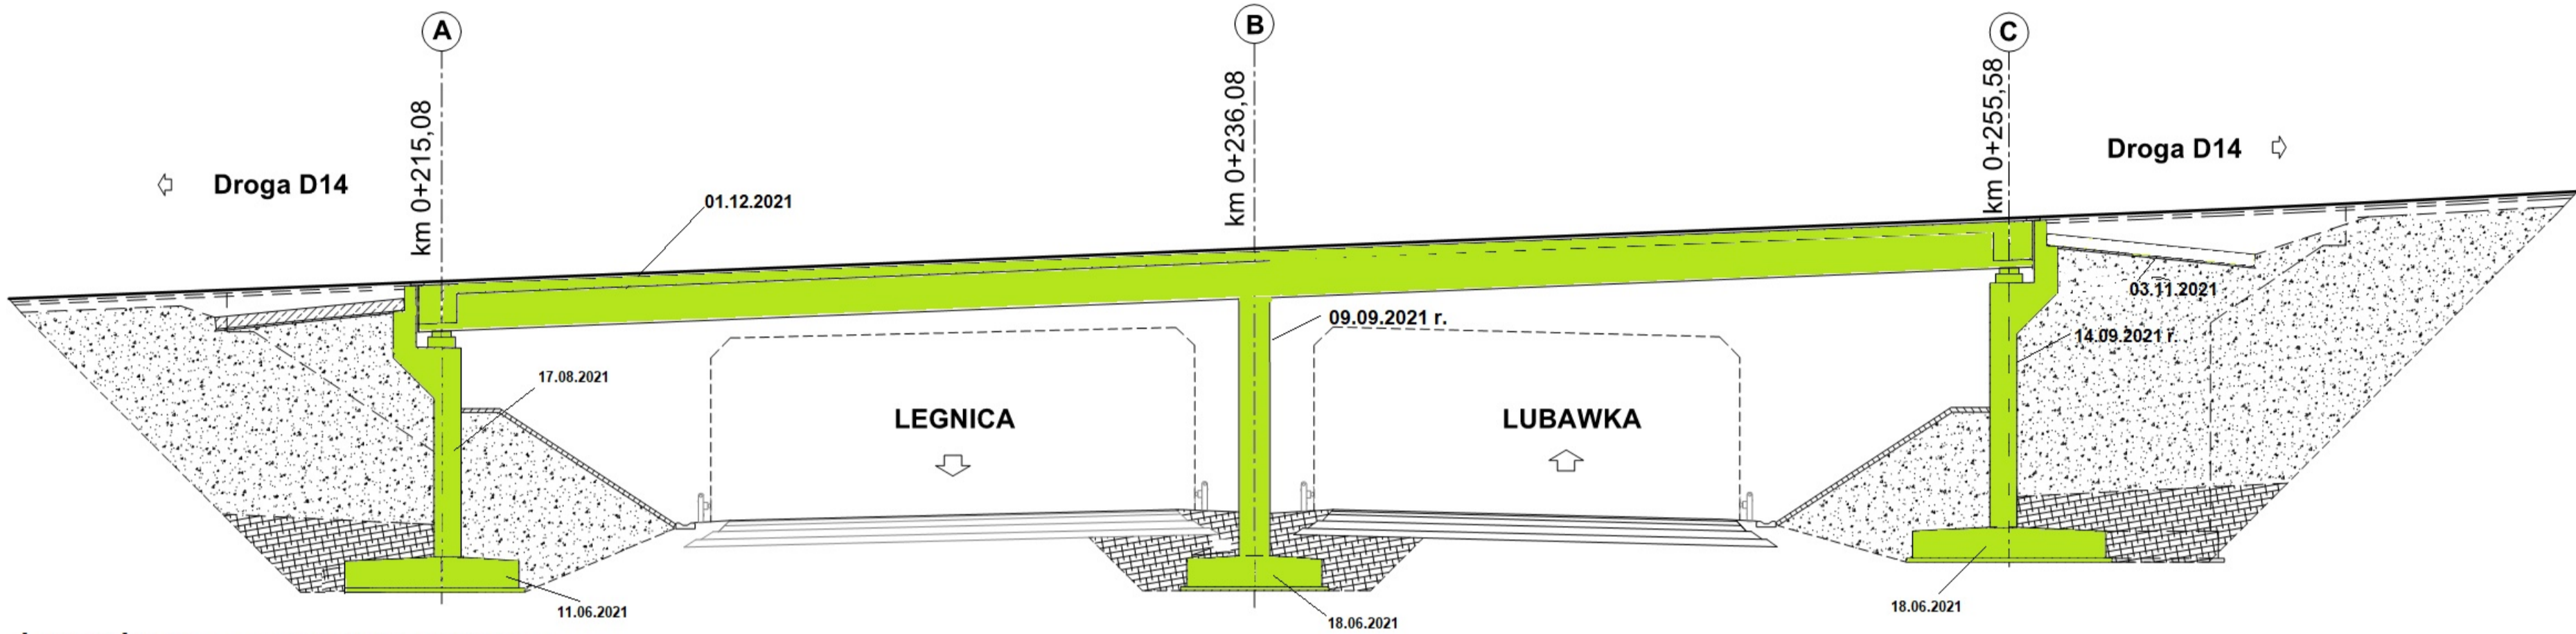 A
B
C
km 0+215,08
km 0+236,08
km 0+255,58
Droga D14
Droga D14
01.12.2021
03.11.2021
09.09.2021 r.
14.09.2021 r.
17.08.2021
LEGNICA
LUBAWKA
11.06.2021
18.06.2021
18.06.2021